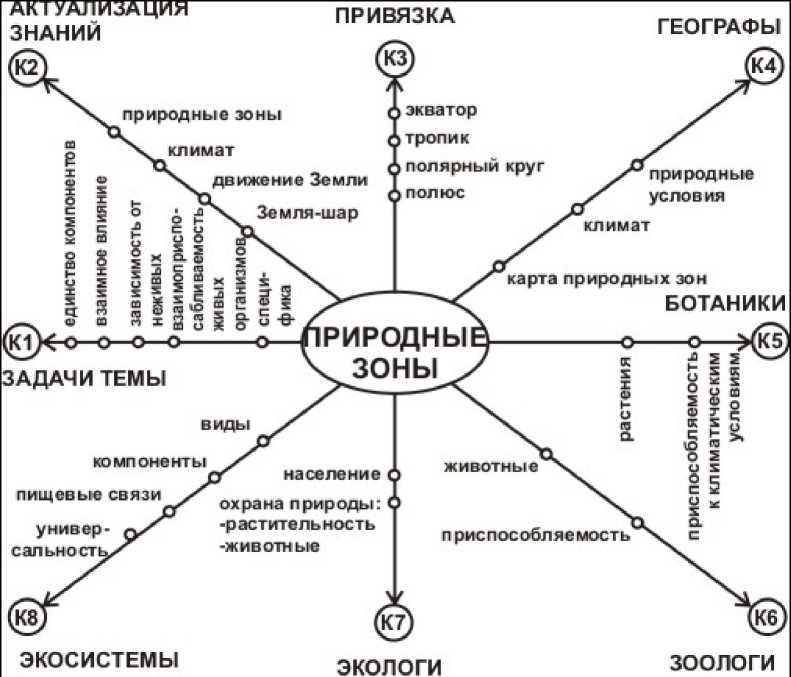 АКТУАЛИЗАЦИЯ
ЗНАНИЙ
ПРИВЯЗКА
ГЕОГРАФЫ
К2
К3
К4
природные зоны
климат
движение Земли
Земля-шар
экватор
тропик
полярный круг
полюс
природные
условия
климат
карта природных зон
единство компонентов
взаимное влияние
зависимость от
неживых
взаимоприспо-
сабливаемость
живых
организмов
специ-
фика
К1
ЗАДАЧИ ТЕМЫ
ПРИРОДНЫЕ
ЗОНЫ
БОТАНИКИ
К5
растения
приспособляемость
к климатическим
условиям
виды
компоненты
пищевые связи
универ-
сальность
К8
ЭКОСИСТЕМЫ
население
охрана природы:
-растительность
-животные
К7
ЭКОЛОГИ
животные
приспособляемость
К6
ЗООЛОГИ